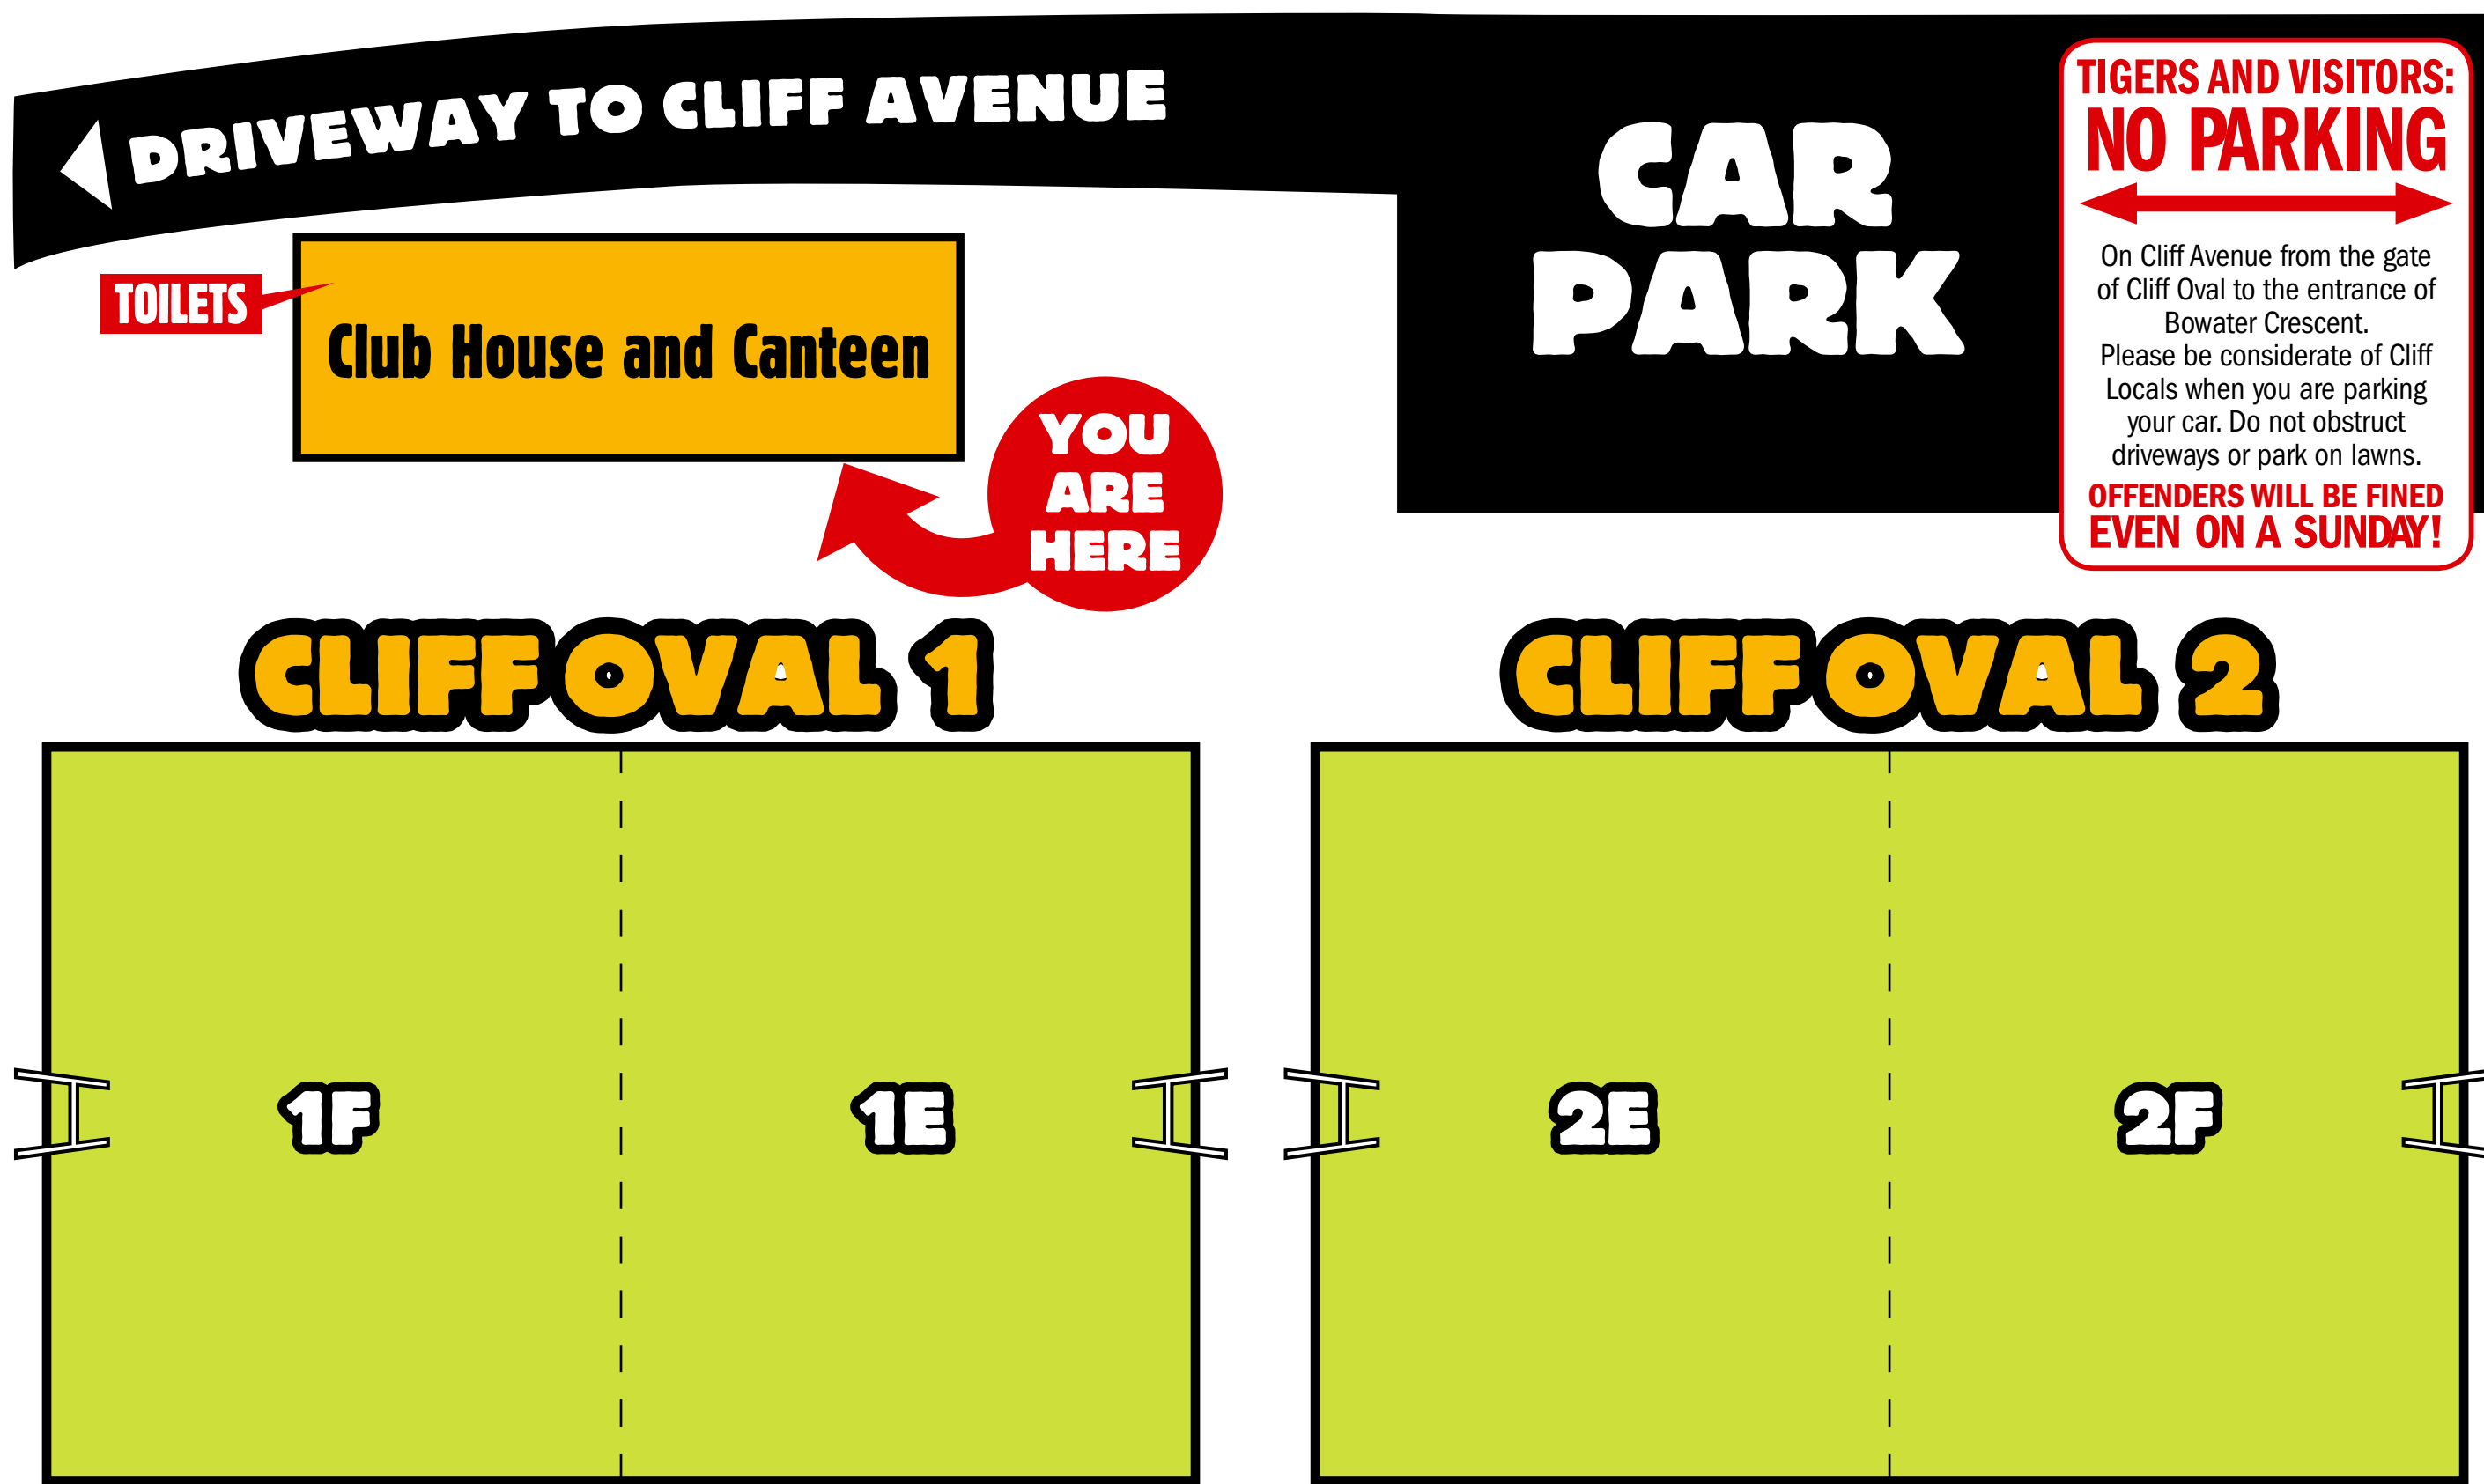 DRIVEWAY TO CLIFF AVENUE
CAR
PARK
TIGERS AND VISITORS:
NO PARKING
On Cliff Avenue from the gate
of Cliff Oval to the entrance of
Bowater Crescent.
Please be considerate of Cliff
Locals when you are parking
your car. Do not obstruct
driveways or park on lawns.
OFFENDERS WILL BE FINED
EVEN ON A SUNDAY!
TOILETS
Club House and Canteen
YOU
ARE
HERE
CLIFF OVAL 1
CLIFF OVAL 2
1F
1E
2E
2F